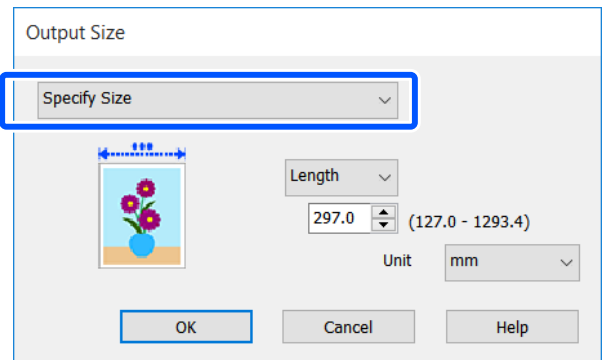 Output Size
Specify Size
Length
297.0 (127.0 - 1293.4)
Unit mm
OK Cancel Help